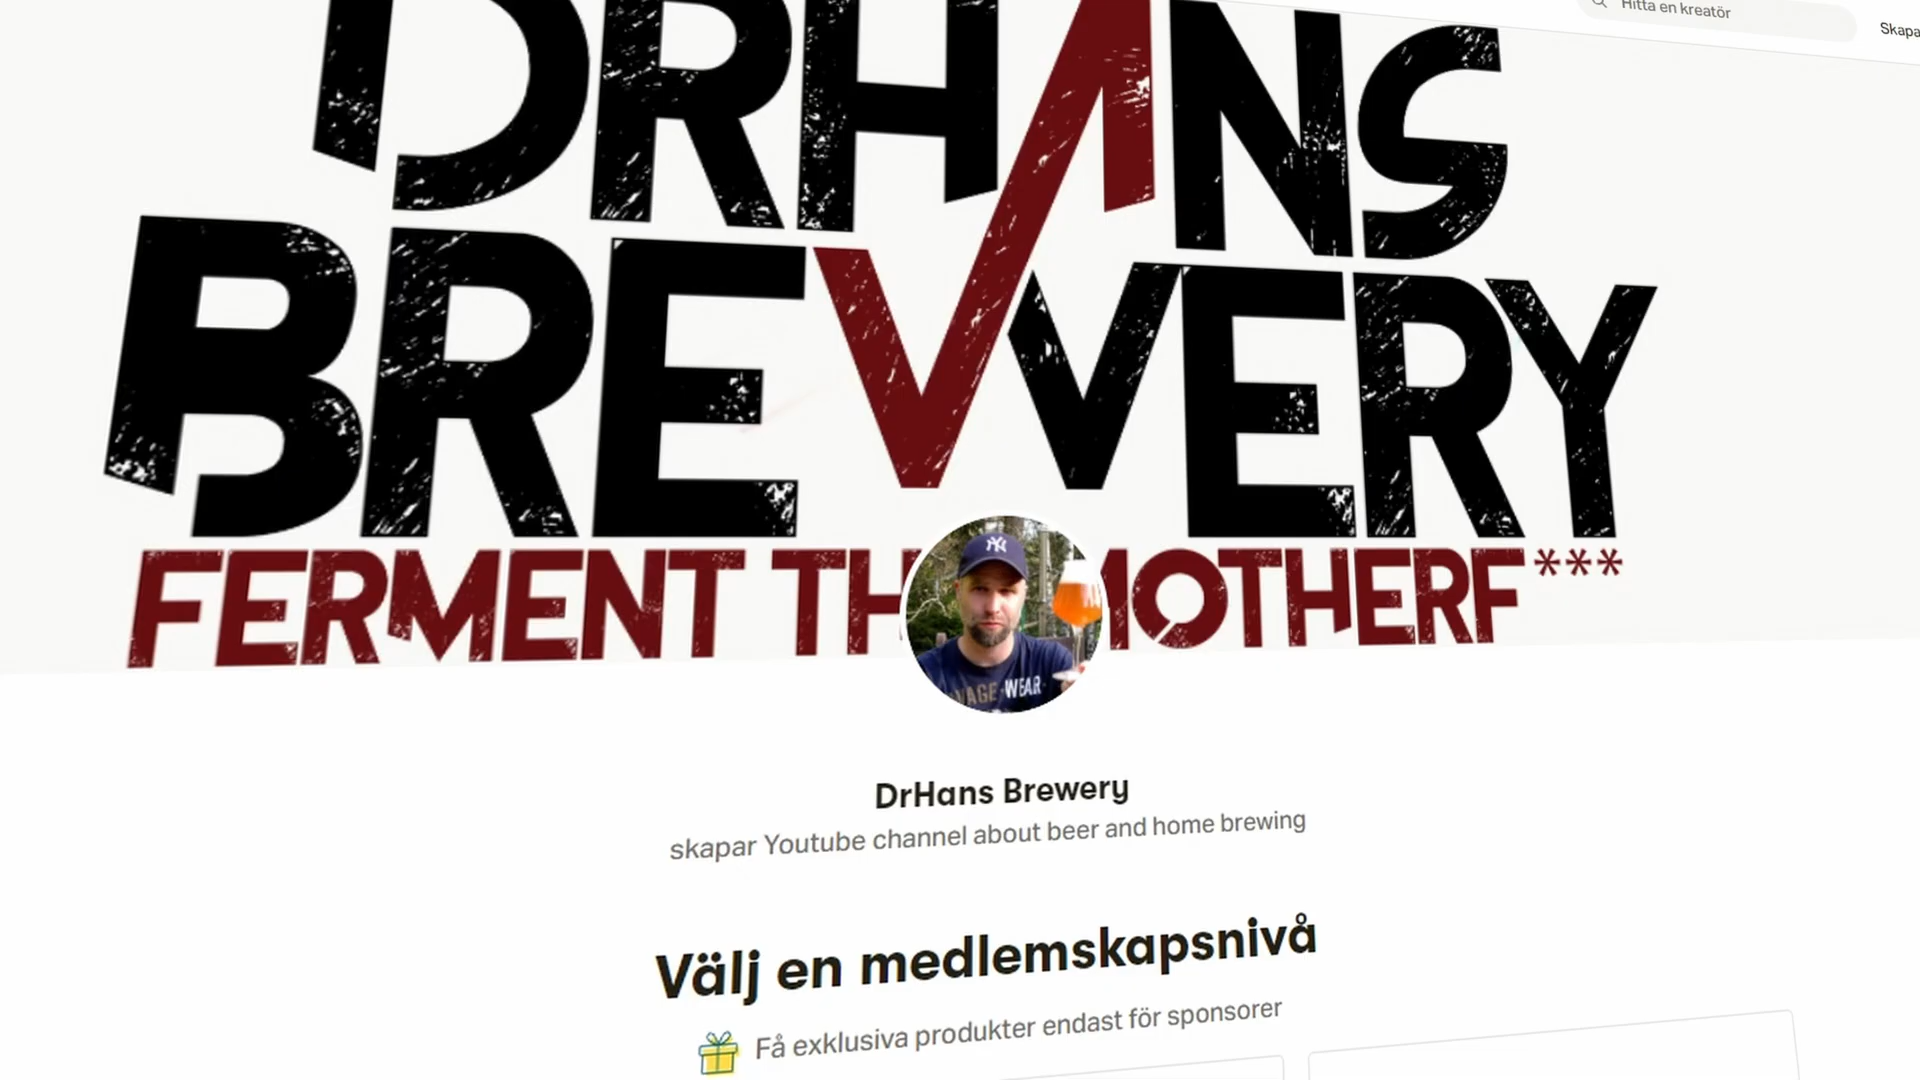 Hitta en kreatör
Skapa
DRHANS
BREWERY
FERMENT TH MOTHERF***
WEAR
DrHans Brewery
skapar Youtube channel about beer and home brewing
Välj en medlemskapsnivå
Få exklusiva produkter endast för sponsorer